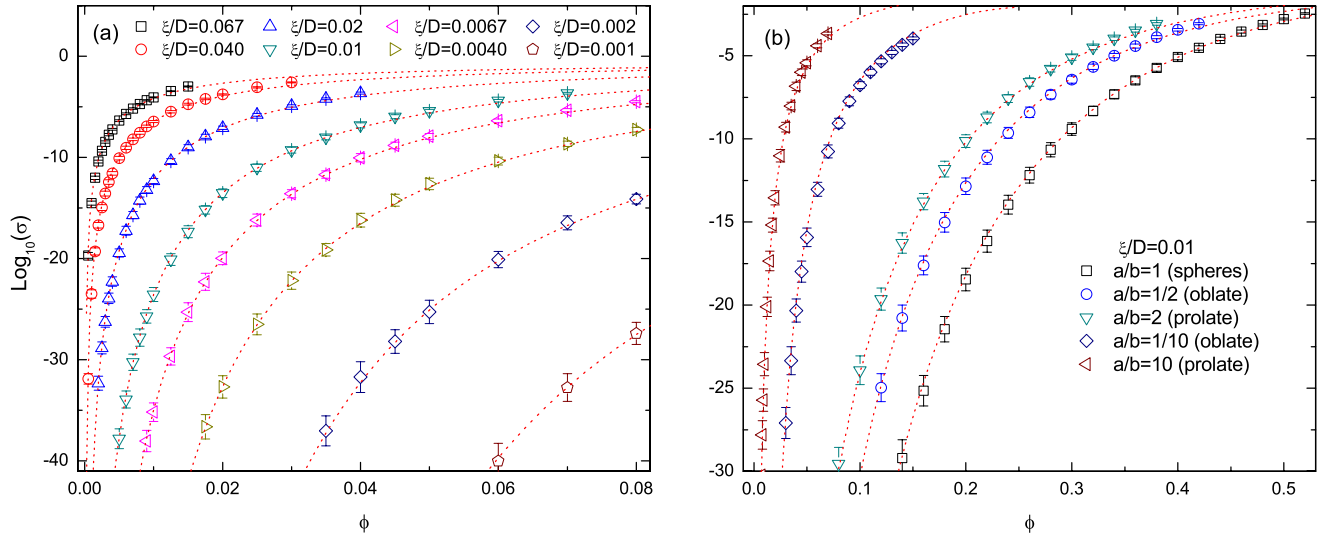 (a)
ξ/D=0.067 ξ/D=0.02 ξ/D=0.0067 ξ/D=0.002
ξ/D=0.040 ξ/D=0.01 ξ/D=0.0040 ξ/D=0.001
Log10(σ)
0
-10
-20
-30
-40
0.00 0.02 0.04 0.06 0.08
ϕ
(b)
-5
-10
-15
-20
-25
-30
ξ/D=0.01
a/b=1 (spheres)
a/b=1/2 (oblate)
a/b=2 (prolate)
a/b=1/10 (oblate)
a/b=10 (prolate)
0.0 0.1 0.2 0.3 0.4 0.5
ϕ